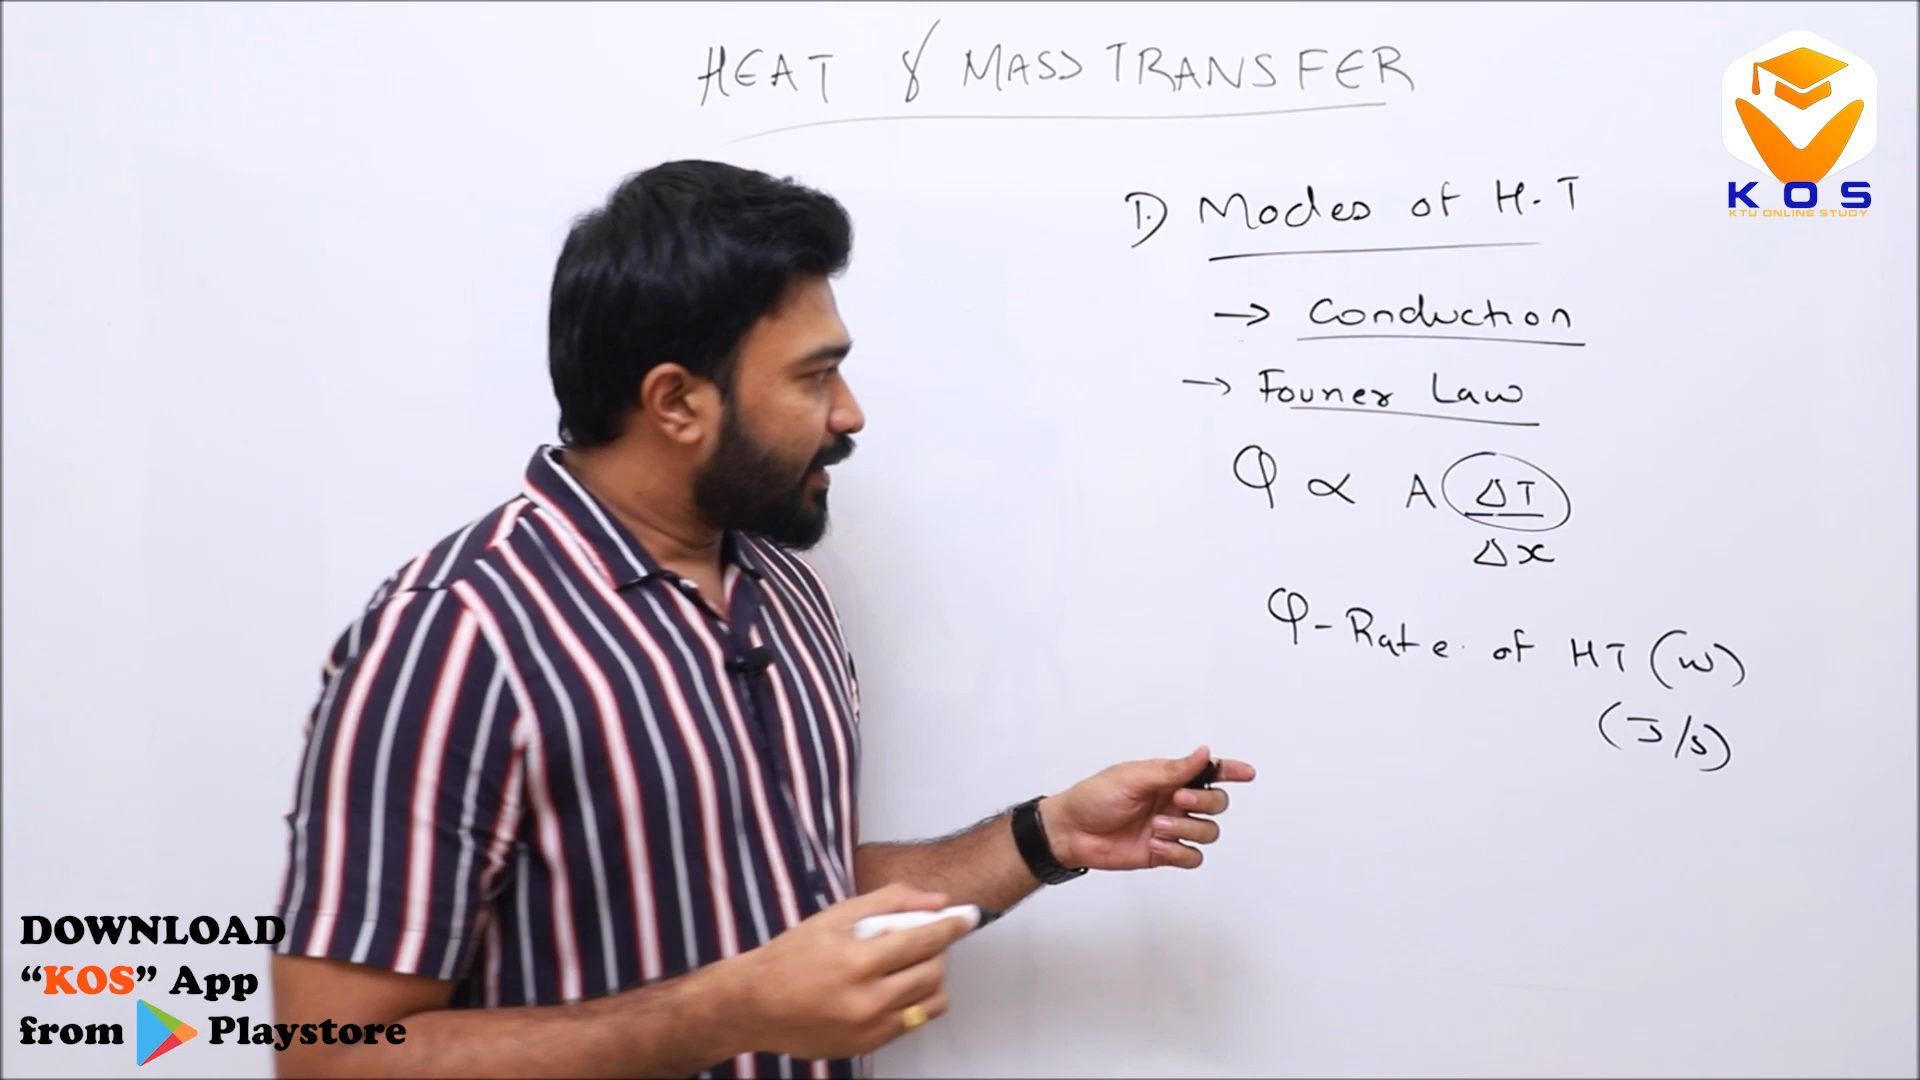 HEAT & MASS TRANSFER
1) Modes of H.T
→ Conduction
→ Fourier Law
Q ∝ A ΔT
Δx
Q - Rate of HT (W)
(J/s)
K O S
KTU ONLINE STUDY
DOWNLOAD
“KOS” App
from Playstore